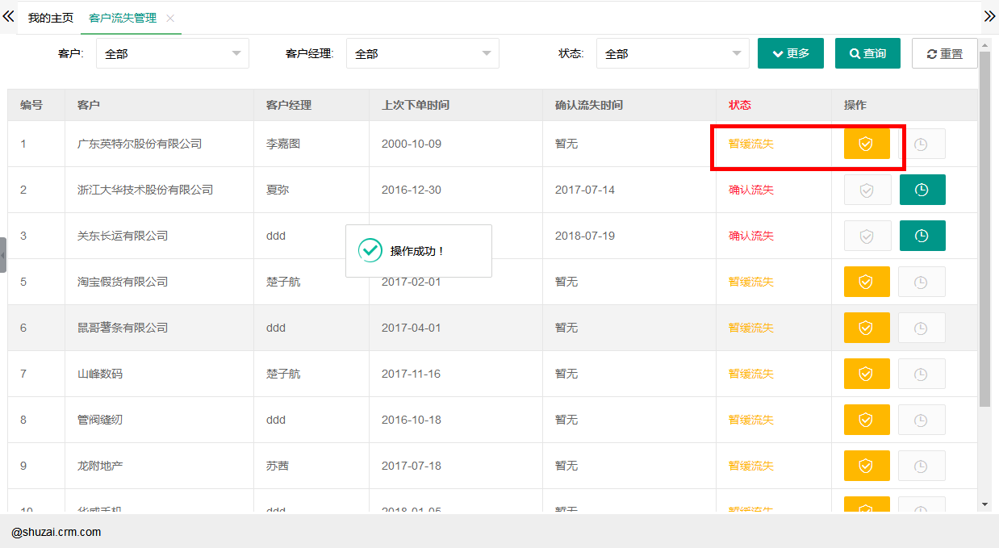 我的主页 客户流失管理
客户: 全部 客户经理: 全部 状态: 全部 更多 查询 重置
编号 客户 客户经理 上次下单时间 确认流失时间 状态 操作
1 广东英特尔股份有限公司 李嘉图 2000-10-09 暂无 暂缓流失
2 浙江大华技术股份有限公司 夏弥 2016-12-30 2017-07-14 确认流失
3 关东长运有限公司 ddd 2018-07-19 确认流失
操作成功！
5 淘宝假货有限公司 楚子航 2017-02-01 暂无 暂缓流失
6 鼠哥薯条有限公司 ddd 2017-04-01 暂无 暂缓流失
7 山峰数码 楚子航 2017-11-16 暂无 暂缓流失
8 管阀缝纫 ddd 2016-10-18 暂无 暂缓流失
9 龙附地产 苏茜 2017-07-18 暂无 暂缓流失
10 华威手机 ddd 2018-01-05 暂无 暂缓流失
@shuzai.crm.com